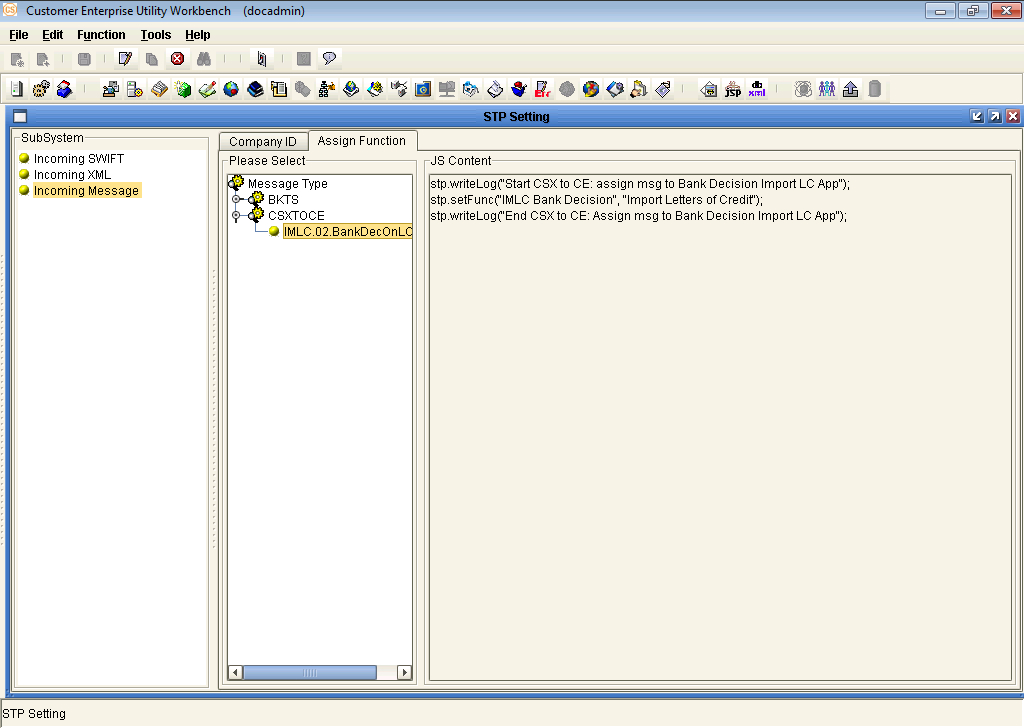 CS
Customer Enterprise Utility Workbench (docadmin)
File Edit Function Tools Help
jsp
xml
STP Setting
SubSystem
Incoming SWIFT
Incoming XML
Incoming Message
Company ID
Assign Function
Please Select
Message Type
BKTS
CSXTOCE
IMLC.02.BankDecOnLC
JS Content
stp.writeLog("Start CSX to CE: assign msg to Bank Decision Import LC App");
stp.setFunc("IMLC Bank Decision", "Import Letters of Credit");
stp.writeLog("End CSX to CE: Assign msg to Bank Decision Import LC App");
STP Setting